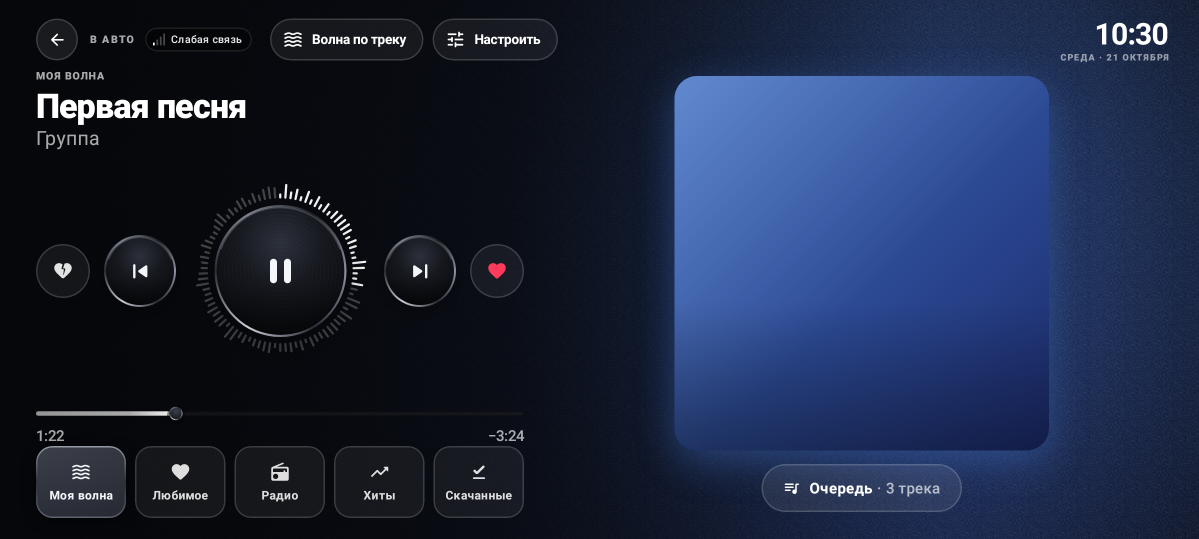 В АВТО
Слабая связь
Волна по треку
Настроить
10:30
СРЕДА · 21 ОКТЯБРЯ
МОЯ ВОЛНА
Первая песня
Группа
1:22
−3:24
Моя волна
Любимое
Радио
Хиты
Скачанные
Очередь · 3 трека